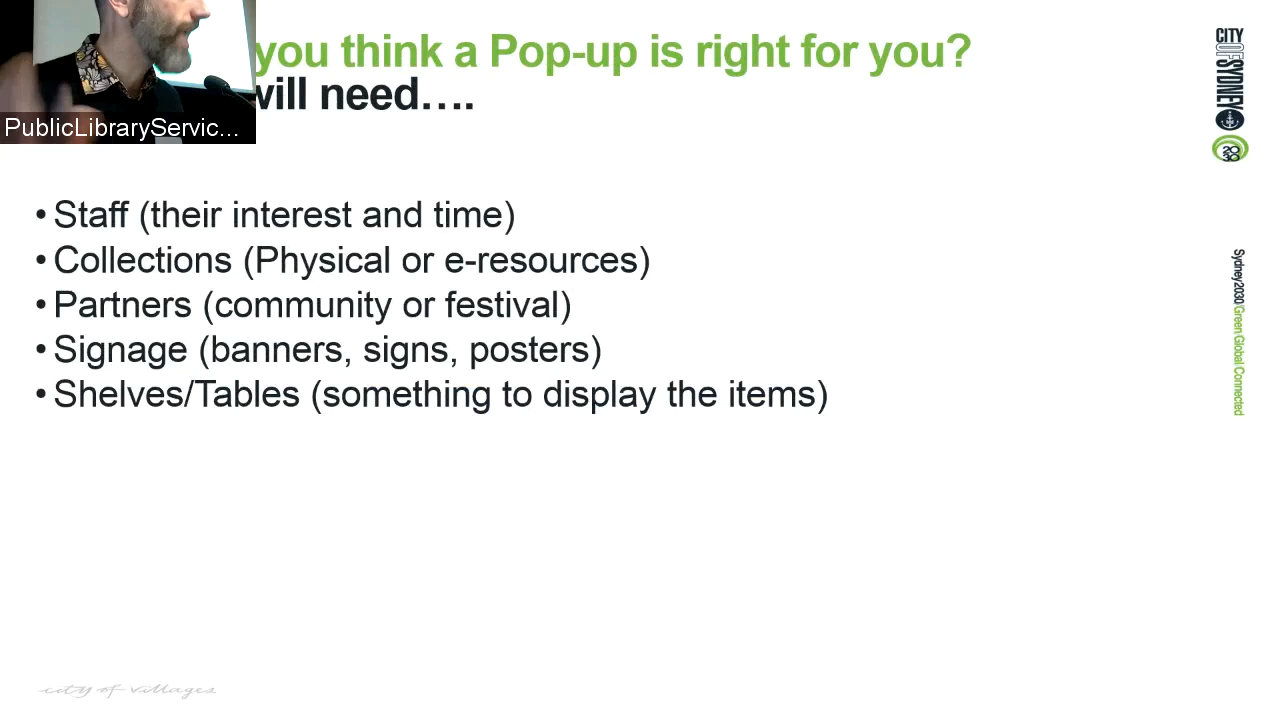 you think a Pop-up is right for you?
will need….
PublicLibraryServic...
• Staff (their interest and time)
• Collections (Physical or e-resources)
• Partners (community or festival)
• Signage (banners, signs, posters)
• Shelves/Tables (something to display the items)
CITY OF SYDNEY
2030
Sydney2030/Green/Global/Connected
city of villages